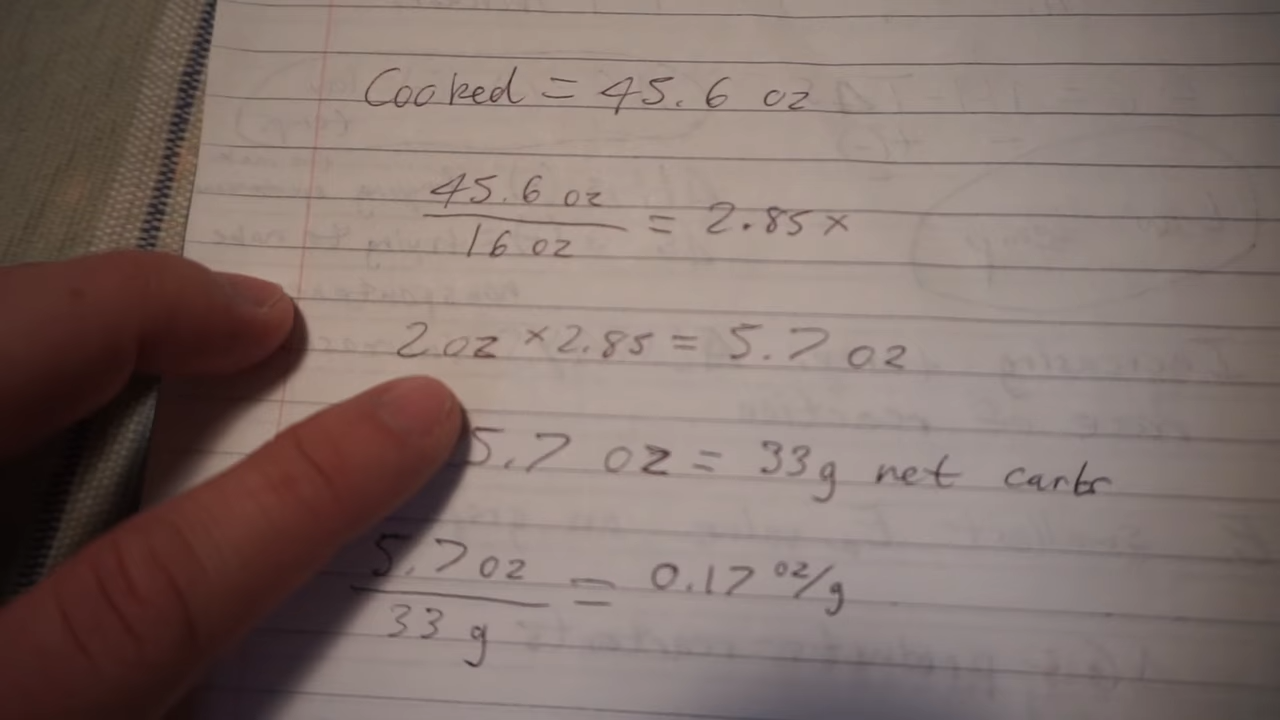 Cooked = 45.6 oz
45.6 oz
16 oz
= 2.85x
2 oz x 2.85 = 5.7 oz
5.7 oz = 33g net carbs
5.7 oz
33 g
= 0.17 oz/g